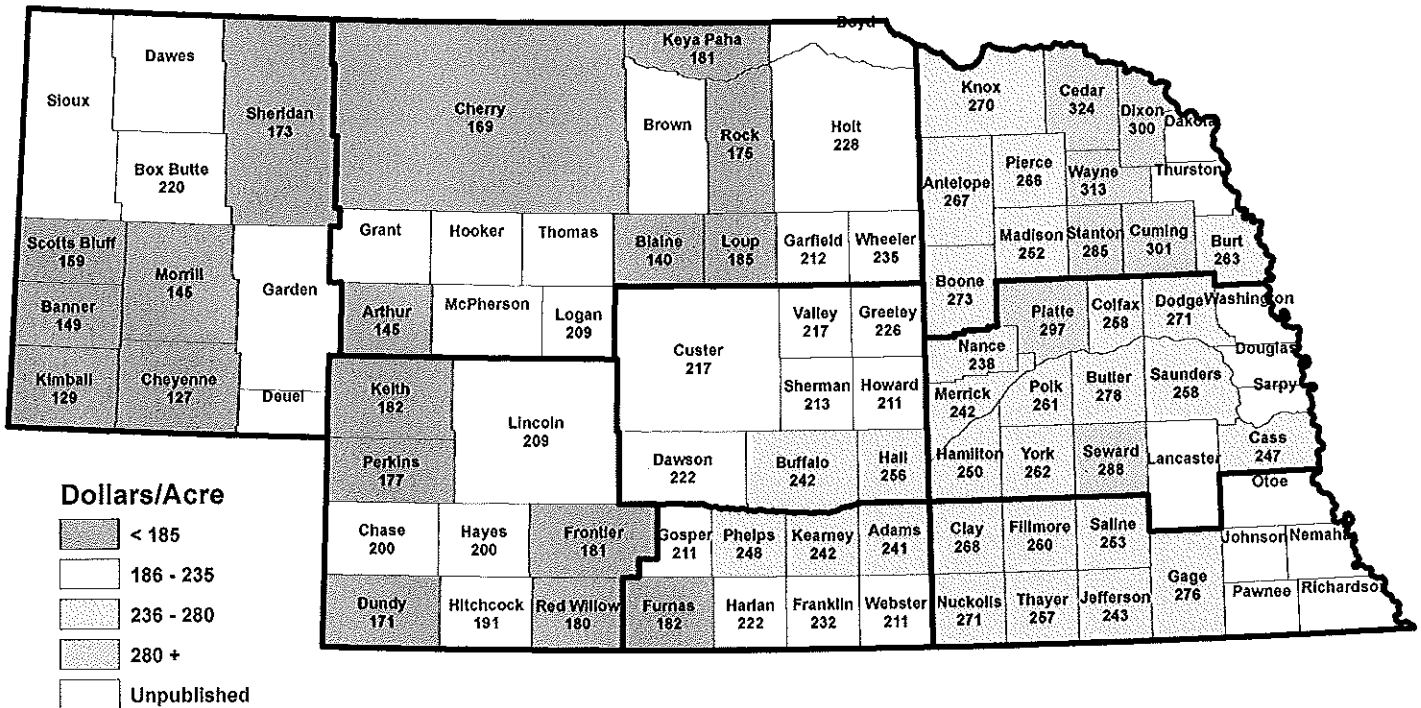 Boyd
Dawes
Sioux
Sheridan
173
Box Butte
220
Scotts Bluff
159
Morrill
145
Garden
Banner
149
Kimball
129
Cheyenne
127
Deuel
Cherry
169
Keya Paha
181
Brown
Rock
175
Holt
228
Grant
Hooker
Thomas
Blaine
140
Loup
185
Garfield
212
Wheeler
235
Arthur
145
McPherson
Logan
209
Knox
270
Cedar
324
Dixon
300
Dakota
Antelope
267
Pierce
266
Wayne
313
Thurston
Madison
252
Stanton
285
Cuming
301
Burt
263
Boone
273
Custer
217
Valley
217
Greeley
226
Sherman
213
Howard
211
Dawson
222
Buffalo
242
Hall
256
Nance
238
Platte
297
Colfax
258
Dodge
271
Washington
Douglas
Sarpy
Merrick
242
Polk
261
Butler
278
Saunders
258
Hamilton
250
York
262
Seward
288
Lancaster
Cass
247
Otoe
Keith
182
Lincoln
209
Perkins
177
Chase
200
Hayes
200
Frontier
181
Dundy
171
Hitchcock
191
Red Willow
180
Gosper
211
Phelps
248
Kearney
242
Adams
241
Furnas
182
Harlan
222
Franklin
232
Webster
211
Clay
268
Fillmore
260
Saline
253
Gage
276
Johnson
Nemaha
Nuckolls
271
Thayer
257
Jefferson
243
Pawnee
Richardson
Dollars/Acre
< 185
186 - 235
236 - 280
280 +
Unpublished